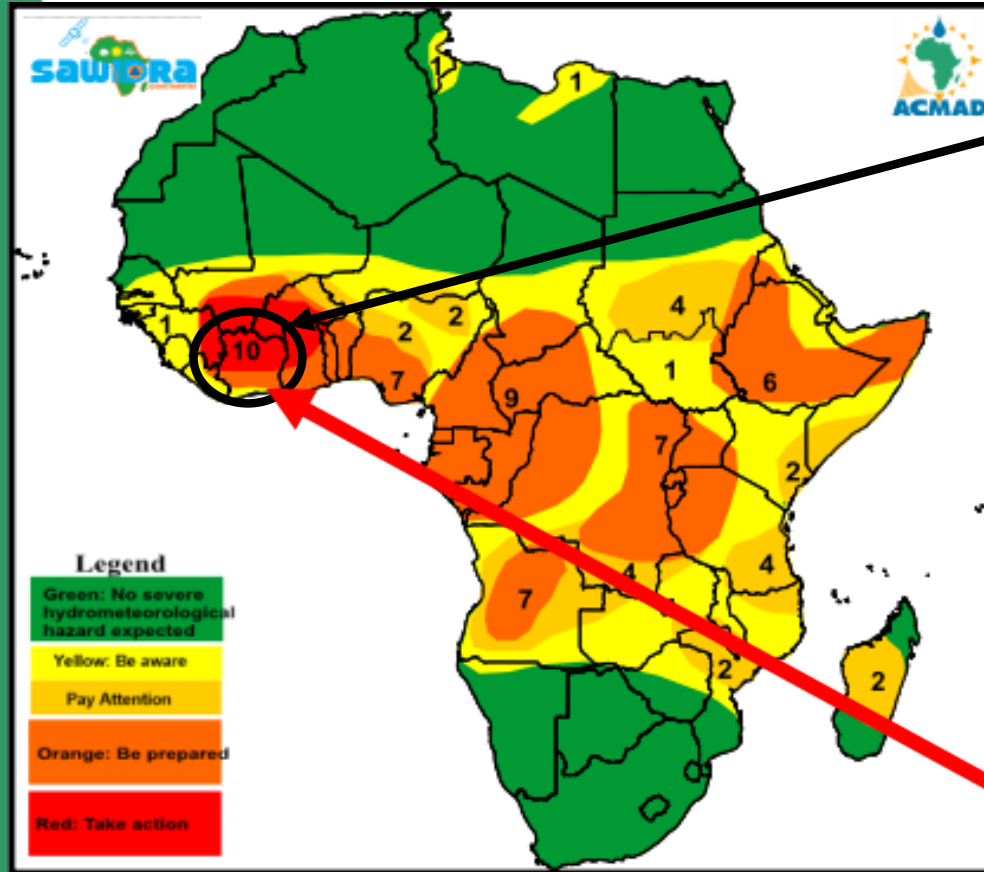 sawidra
ACMAD
1
1
4
2
1
2
10
1
7
6
9
7
2
4
4
7
2
2
Legend
Green: No severe
hydrometeorological
hazard expected
Yellow: Be aware
Pay Attention
Orange: Be prepared
Red: Take action